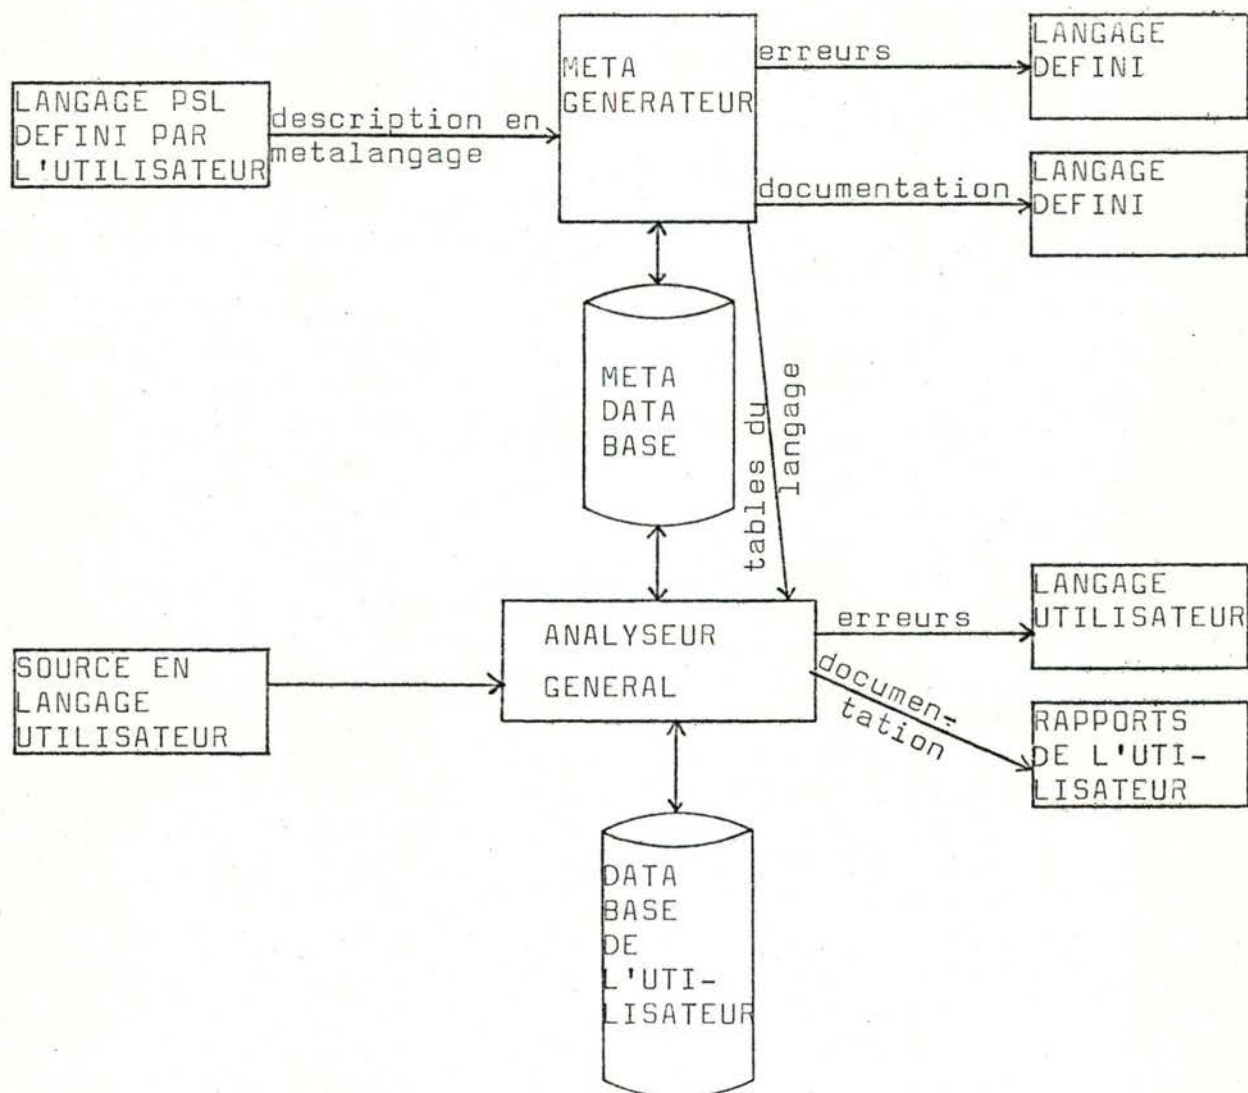 LANGAGE PSL
DEFINI PAR
L'UTILISATEUR
description en
metalangage
META
GENERATEUR
erreurs
LANGAGE
DEFINI
documentation
LANGAGE
DEFINI
META
DATA
BASE
tables du
langage
SOURCE EN
LANGAGE
UTILISATEUR
ANALYSEUR
GENERAL
erreurs
LANGAGE
UTILISATEUR
documen-
tation
RAPPORTS
DE L'UTI-
LISATEUR
DATA
BASE
DE
L'UTI-
LISATEUR